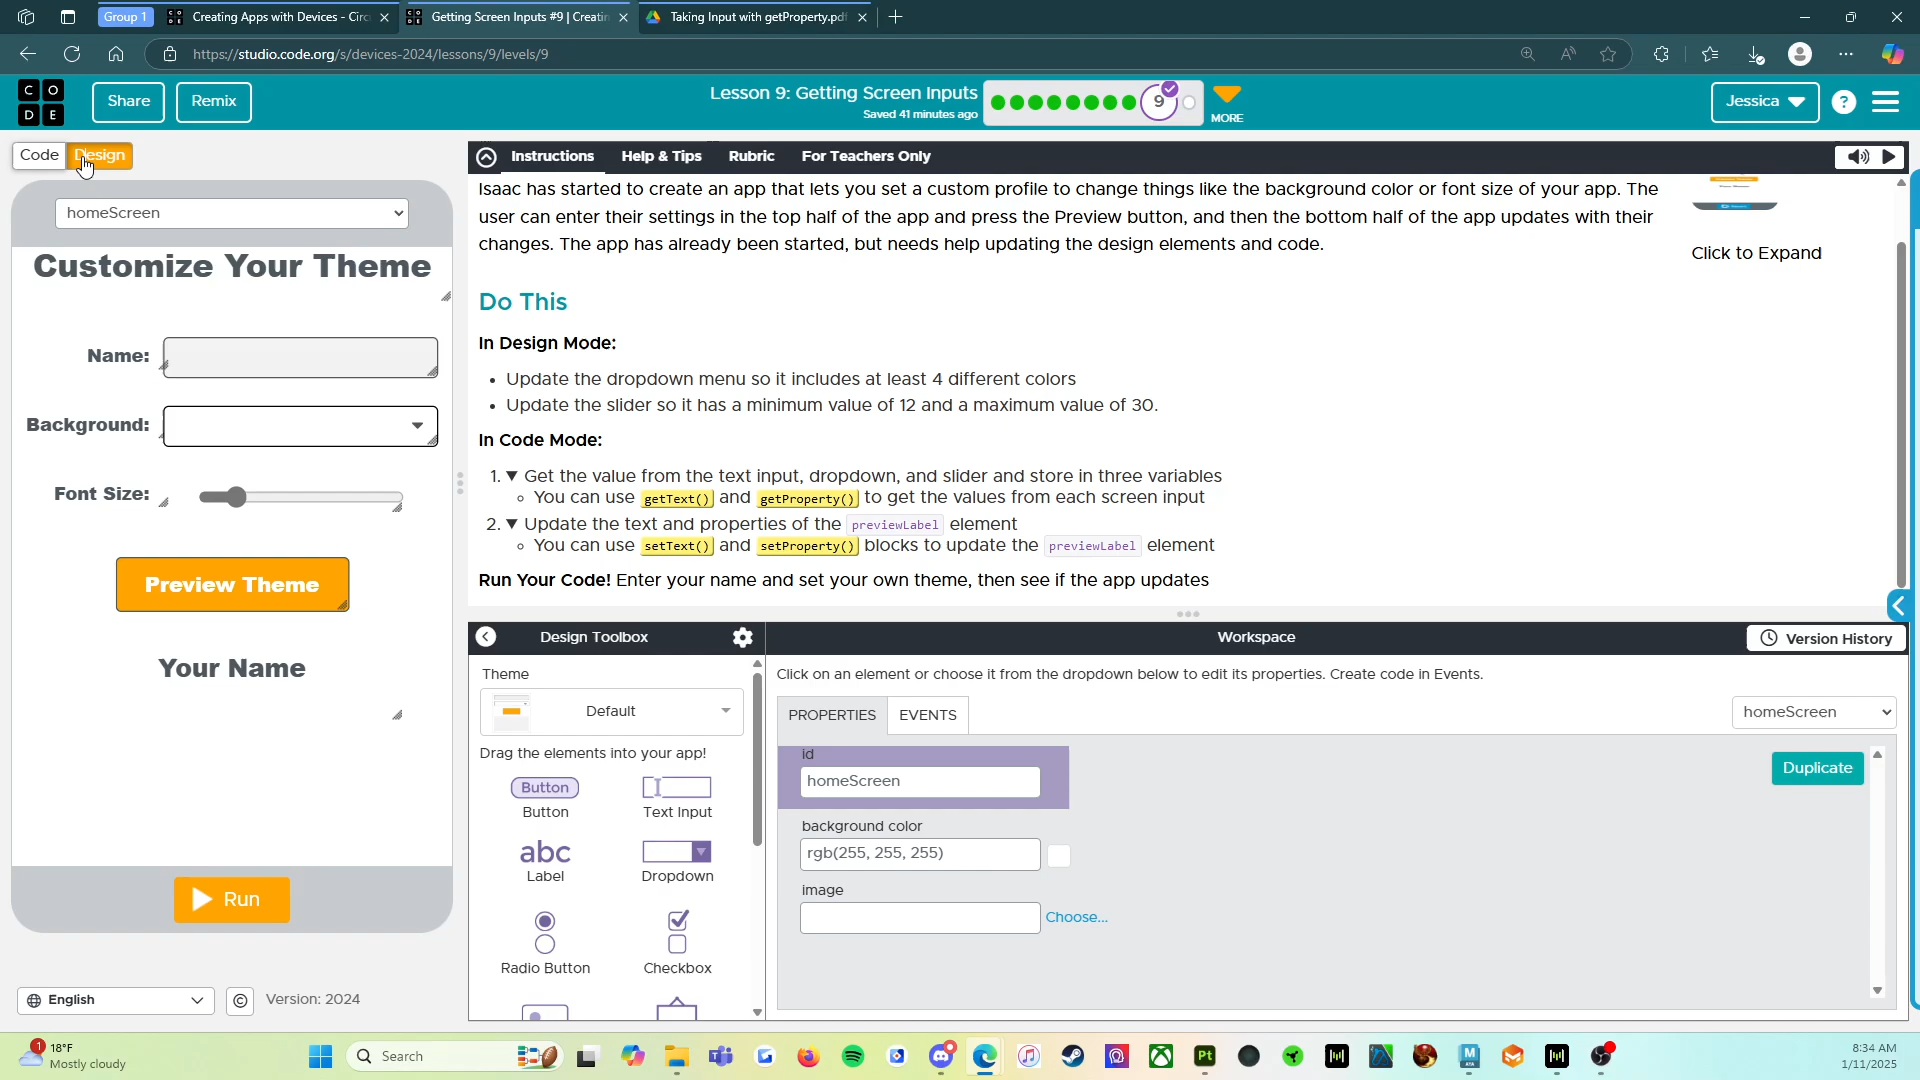 Group 1
Creating Apps with Devices - Circ
Getting Screen Inputs #9 | Creatin
Taking Input with getProperty.pdf
https://studio.code.org/s/devices-2024/lessons/9/levels/9
C O D E
Share
Remix
Lesson 9: Getting Screen Inputs
Saved 41 minutes ago
9
MORE
Jessica
?
Code
Design
Instructions
Help & Tips
Rubric
For Teachers Only
homeScreen
Customize Your Theme
Name:
Background:
Font Size:
Preview Theme
Your Name
Run
English
Version: 2024
Isaac has started to create an app that lets you set a custom profile to change things like the background color or font size of your app. The
user can enter their settings in the top half of the app and press the Preview button, and then the bottom half of the app updates with their
changes. The app has already been started, but needs help updating the design elements and code.
Click to Expand
Do This
In Design Mode:
• Update the dropdown menu so it includes at least 4 different colors
• Update the slider so it has a minimum value of 12 and a maximum value of 30.
In Code Mode:
1. ▼ Get the value from the text input, dropdown, and slider and store in three variables
You can use getText() and getProperty() to get the values from each screen input
2. ▼ Update the text and properties of the previewLabel element
You can use setText() and setProperty() blocks to update the previewLabel element
Run Your Code! Enter your name and set your own theme, then see if the app updates
Design Toolbox
Workspace
Version History
Theme
Default
Drag the elements into your app!
Button
Button
Text Input
abc
Label
Dropdown
Radio Button
Checkbox
Click on an element or choose it from the dropdown below to edit its properties. Create code in Events.
PROPERTIES
EVENTS
homeScreen
id
homeScreen
Duplicate
background color
rgb(255, 255, 255)
image
Choose...
1
18°F
Mostly cloudy
Search
8:34 AM
1/11/2025